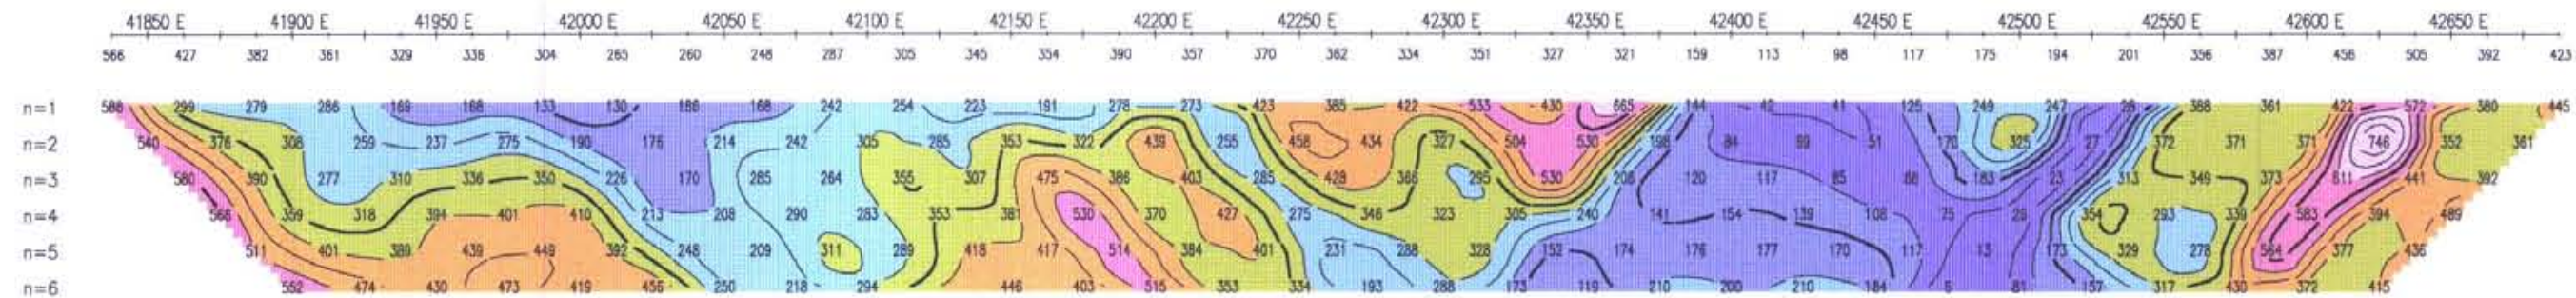 41850 E 41900 E 41950 E 42000 E 42050 E 42100 E 42150 E 42200 E 42250 E 42300 E 42350 E 42400 E 42450 E 42500 E 42550 E 42600 E 42650 E
566 427 382 361 329 336 304 265 260 248 287 305 345 354 390 357 370 362 334 351 327 321 159 113 98 117 175 194 201 356 387 456 505 392 423
n=1 588 299 279 286 169 168 133 130 186 168 242 254 223 191 278 273 423 385 422 533 430 665 144 42 41 125 249 247 26 388 361 422 572 380 445
n=2 540 376 308 259 237 275 190 176 214 242 305 285 353 322 439 255 458 434 327 504 530 198 84 99 51 170 325 27 372 371 371 746 352 361
n=3 580 390 277 310 336 350 226 170 285 264 355 307 475 386 403 285 428 366 295 530 208 120 117 85 88 183 23 313 349 373 611 441 392
n=4 566 359 318 394 401 410 213 208 290 283 353 381 530 370 427 275 346 323 305 240 141 154 139 108 75 29 354 293 339 583 394 489
n=5 511 401 389 439 449 392 248 209 311 289 418 417 514 384 401 231 288 328 152 174 176 177 170 117 13 173 329 278 564 377 436
n=6 552 474 430 473 419 456 250 218 294 446 403 515 353 334 193 288 173 119 210 200 210 184 6 81 157 317 430 372 415